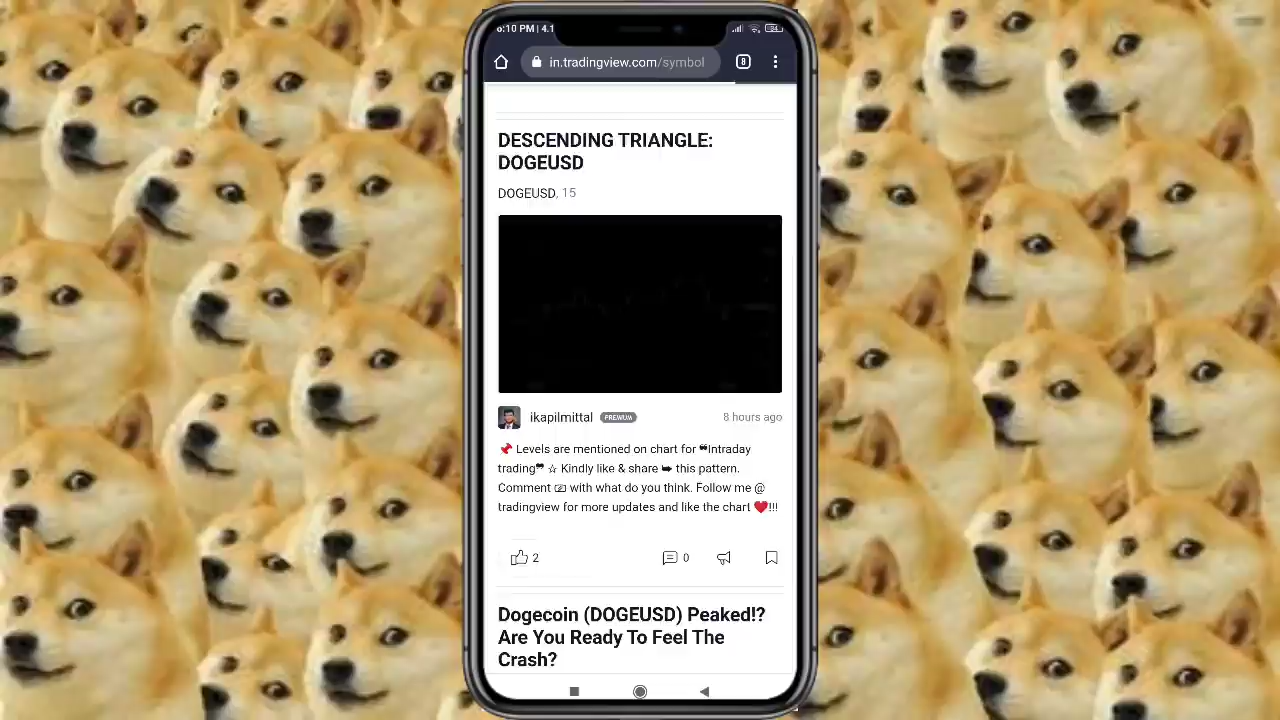 6:10 PM | 4.1
in.tradingview.com/symbol
8
DESCENDING TRIANGLE:
DOGEUSD
DOGEUSD, 15
ikapilmittal PREMIUM
8 hours ago
📌 Levels are mentioned on chart for ❝Intraday
trading❞ ☆ Kindly like & share ➥ this pattern.
Comment 🖅 with what do you think. Follow me @
tradingview for more updates and like the chart ❤️!!!
2
0
Dogecoin (DOGEUSD) Peaked!?
Are You Ready To Feel The
Crash?